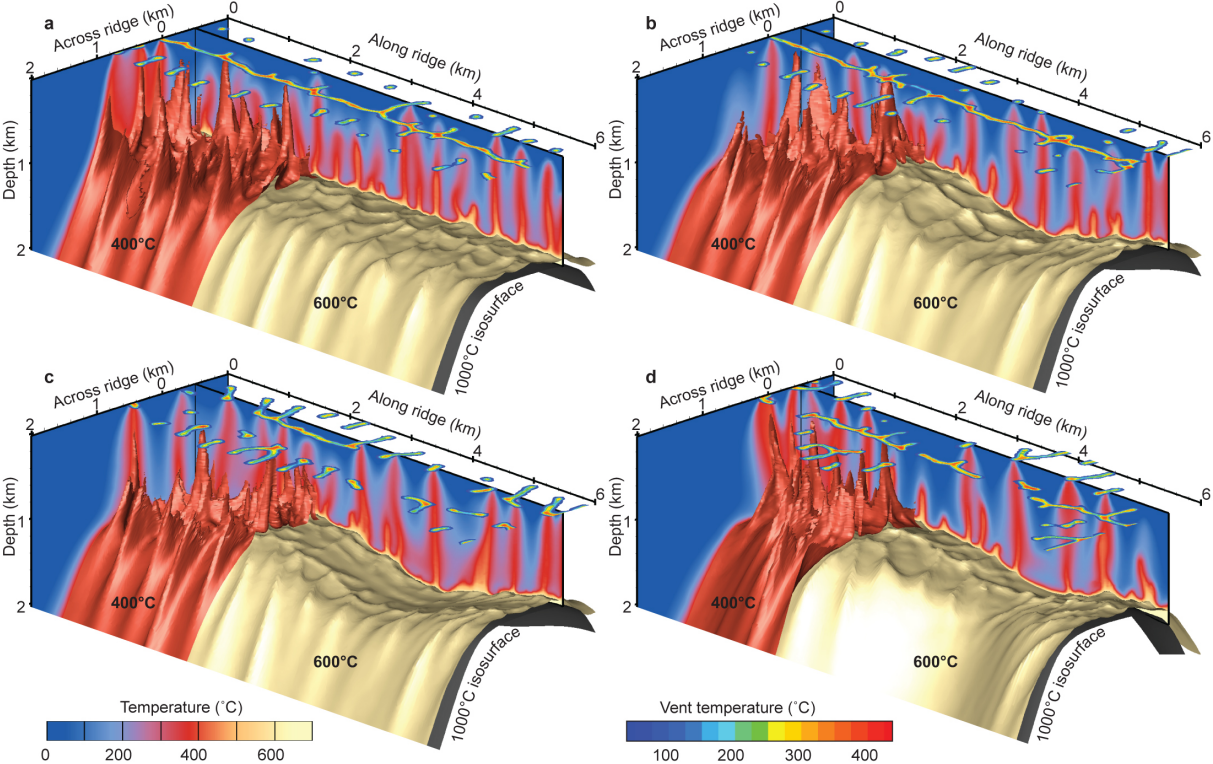 a
Across ridge (km)
2
1
0
0
2
4
6
Along ridge (km)
Depth (km)
1
2
400°C
600°C
1000°C isosurface
b
Across ridge (km)
2
1
0
0
2
4
6
Along ridge (km)
Depth (km)
1
2
400°C
600°C
1000°C isosurface
c
Across ridge (km)
2
1
0
0
2
4
6
Along ridge (km)
Depth (km)
1
2
400°C
600°C
1000°C isosurface
d
Across ridge (km)
2
1
0
0
2
4
6
Along ridge (km)
Depth (km)
1
2
400°C
600°C
1000°C isosurface
Temperature (˚C)
0 200 400 600
Vent temperature (˚C)
100 200 300 400